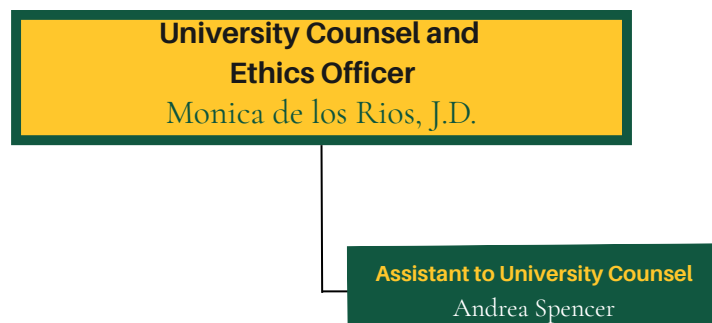 University Counsel and
Ethics Officer
Monica de los Rios, J.D.
Assistant to University Counsel
Andrea Spencer